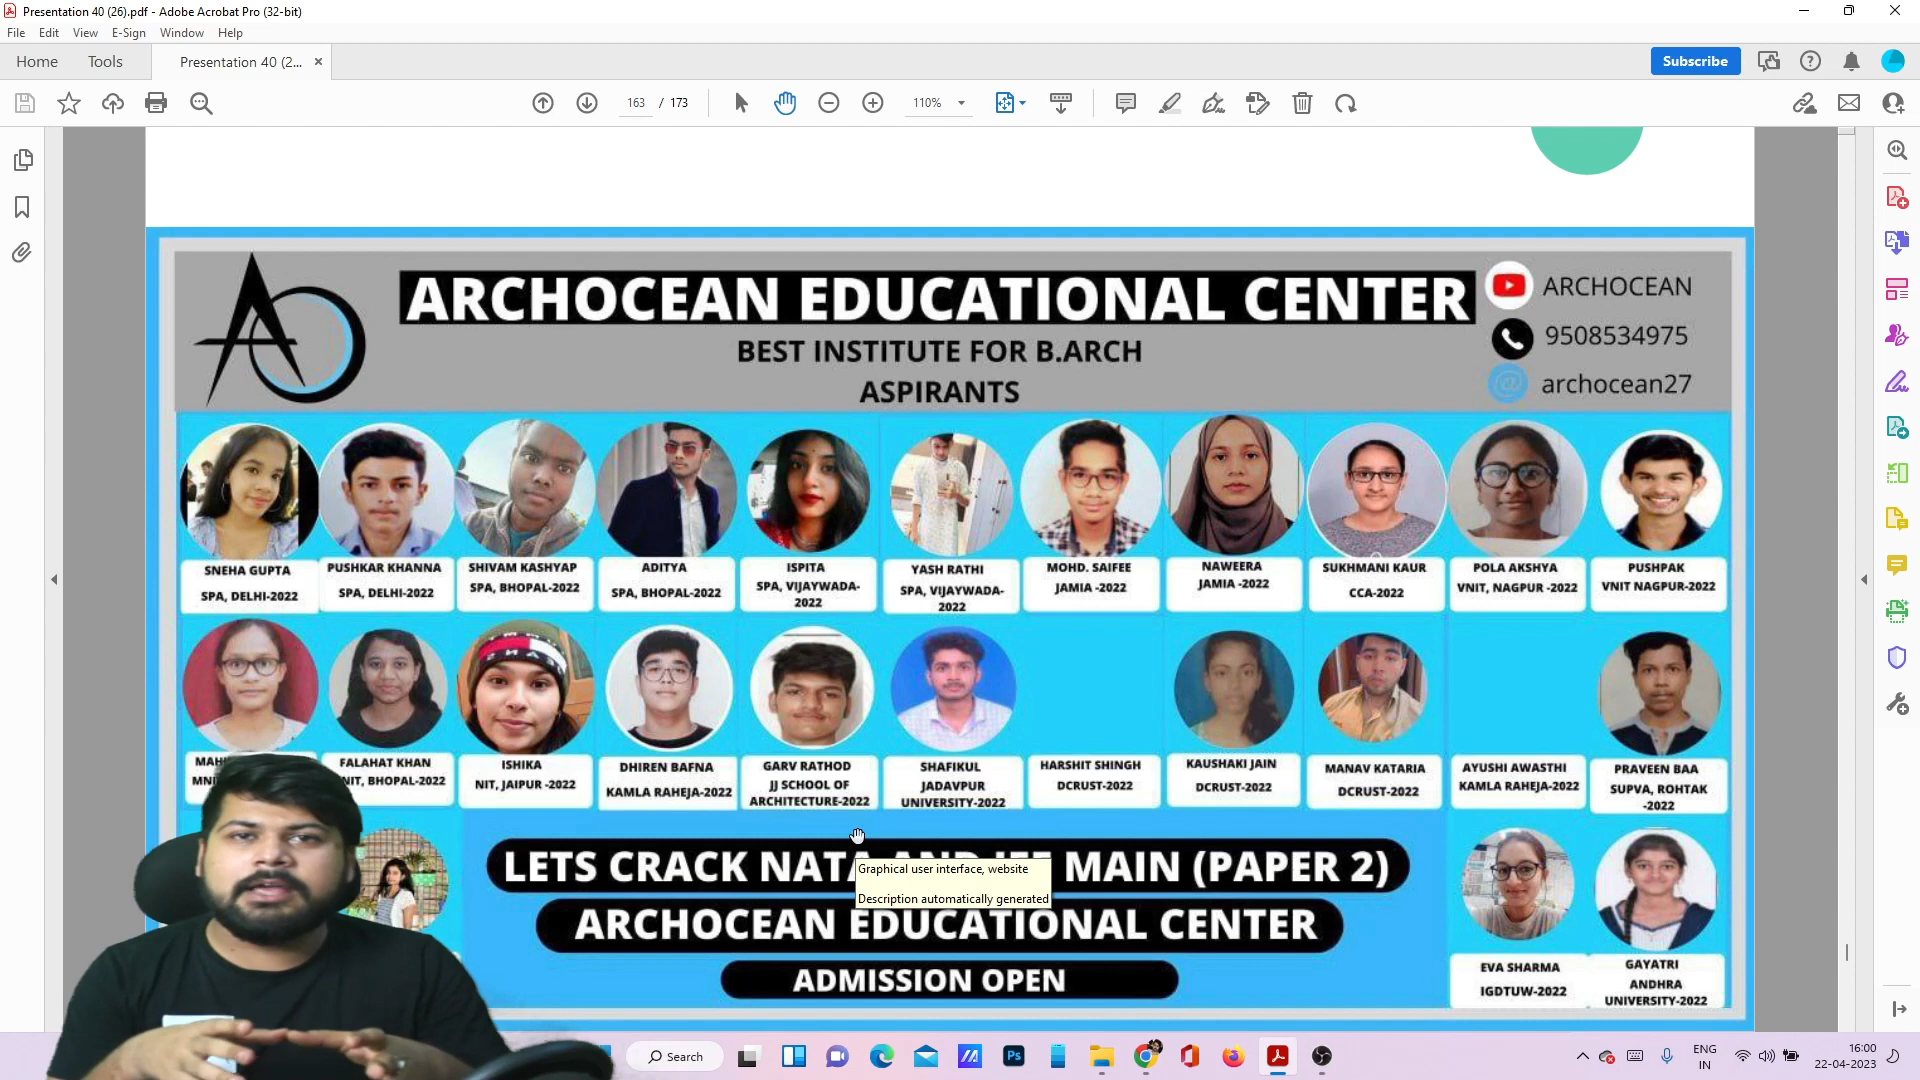 Presentation 40 (26).pdf - Adobe Acrobat Pro (32-bit)
File Edit View E-Sign Window Help
Home Tools Presentation 40 (2... ×
Subscribe
163 / 173
110%
ARCHOCEAN EDUCATIONAL CENTER
BEST INSTITUTE FOR B.ARCH
ASPIRANTS
ARCHOCEAN
9508534975
archocean27
SNEHA GUPTA
SPA, DELHI-2022
PUSHKAR KHANNA
SPA, DELHI-2022
SHIVAM KASHYAP
SPA, BHOPAL-2022
ADITYA
SPA, BHOPAL-2022
ISPITA
SPA, VIJAYWADA-
2022
YASH RATHI
SPA, VIJAYWADA-
2022
MOHD. SAIFEE
JAMIA -2022
NAWEERA
JAMIA -2022
SUKHMANI KAUR
CCA-2022
POLA AKSHYA
VNIT, NAGPUR -2022
PUSHPAK
VNIT NAGPUR-2022
FALAHAT KHAN
BHOPAL-2022
ISHIKA
NIT, JAIPUR -2022
DHIREN BAFNA
KAMLA RAHEJA-2022
GARV RATHOD
JJ SCHOOL OF
ARCHITECTURE-2022
SHAFIKUL
JADAVPUR
UNIVERSITY-2022
HARSHIT SHINGH
DCRUST-2022
KAUSHAKI JAIN
DCRUST-2022
MANAV KATARIA
DCRUST-2022
AYUSHI AWASTHI
KAMLA RAHEJA-2022
PRAVEEN BAA
SUPVA, ROHTAK
-2022
LETS CRACK NATA AND JEE MAIN (PAPER 2)
Graphical user interface, website
Description automatically generated
ARCHOCEAN EDUCATIONAL CENTER
ADMISSION OPEN
EVA SHARMA
IGDTUW-2022
GAYATRI
ANDHRA
UNIVERSITY-2022
Search
Ps
ENG
IN
16:00
22-04-2023